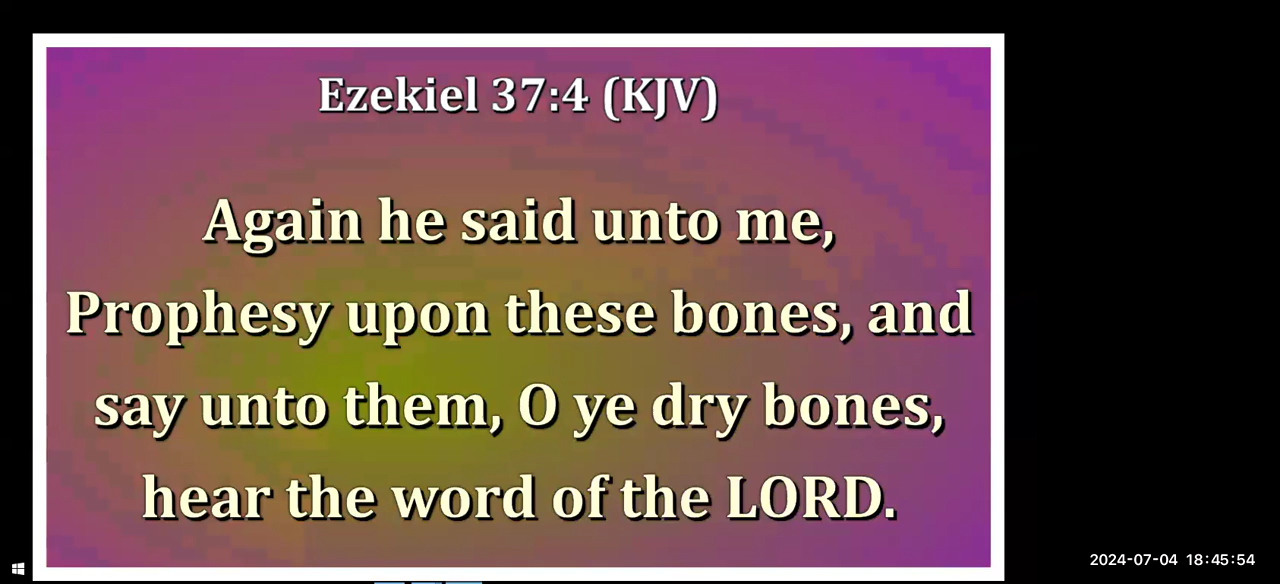 Ezekiel 37:4 (KJV)
Again he said unto me,
Prophesy upon these bones, and
say unto them, O ye dry bones,
hear the word of the LORD.
2024-07-04 18:45:54